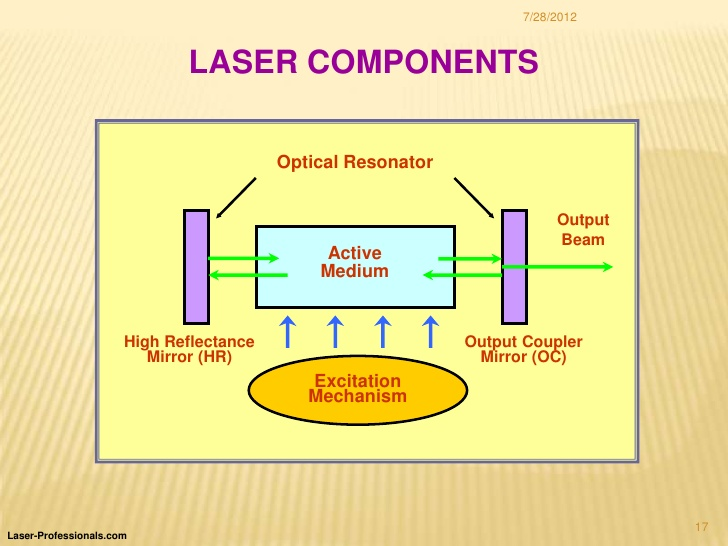 7/28/2012
LASER COMPONENTS
Optical Resonator
Output
Beam
Active
Medium
High Reflectance
Mirror (HR)
Output Coupler
Mirror (OC)
Excitation
Mechanism
17
Laser-Professionals.com